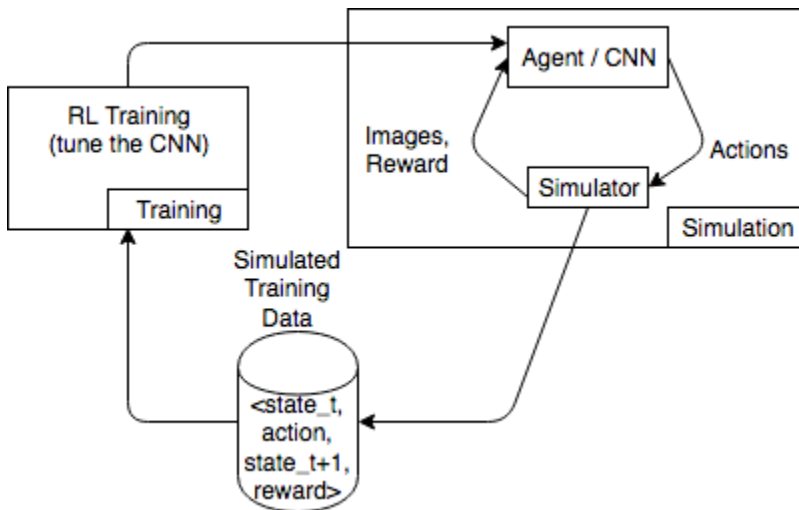 Agent / CNN
RL Training
(tune the CNN)
Images,
Reward
Actions
Simulator
Training
Simulation
Simulated
Training
Data
<state_t,
action,
state_t+1,
reward>